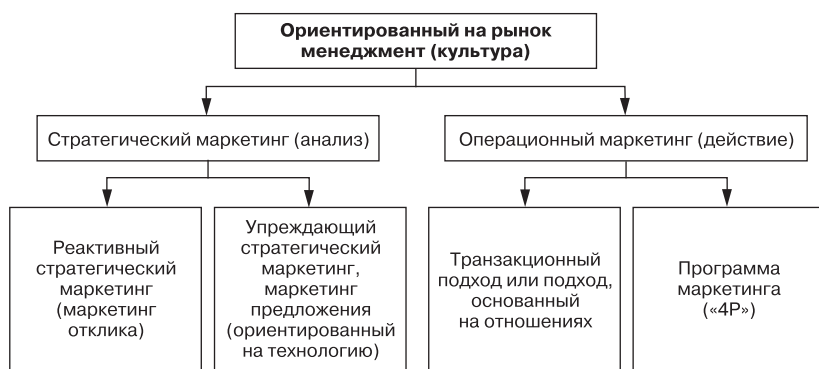 Ориентированный на рынок
менеджмент (культура)
Стратегический маркетинг (анализ)
Операционный маркетинг (действие)
Реактивный
стратегический
маркетинг
(маркетинг
отклика)
Упреждающий
стратегический
маркетинг,
маркетинг
предложения
(ориентированный
на технологию)
Транзакционный
подход или подход,
основанный
на отношениях
Программа
маркетинга
(«4P»)